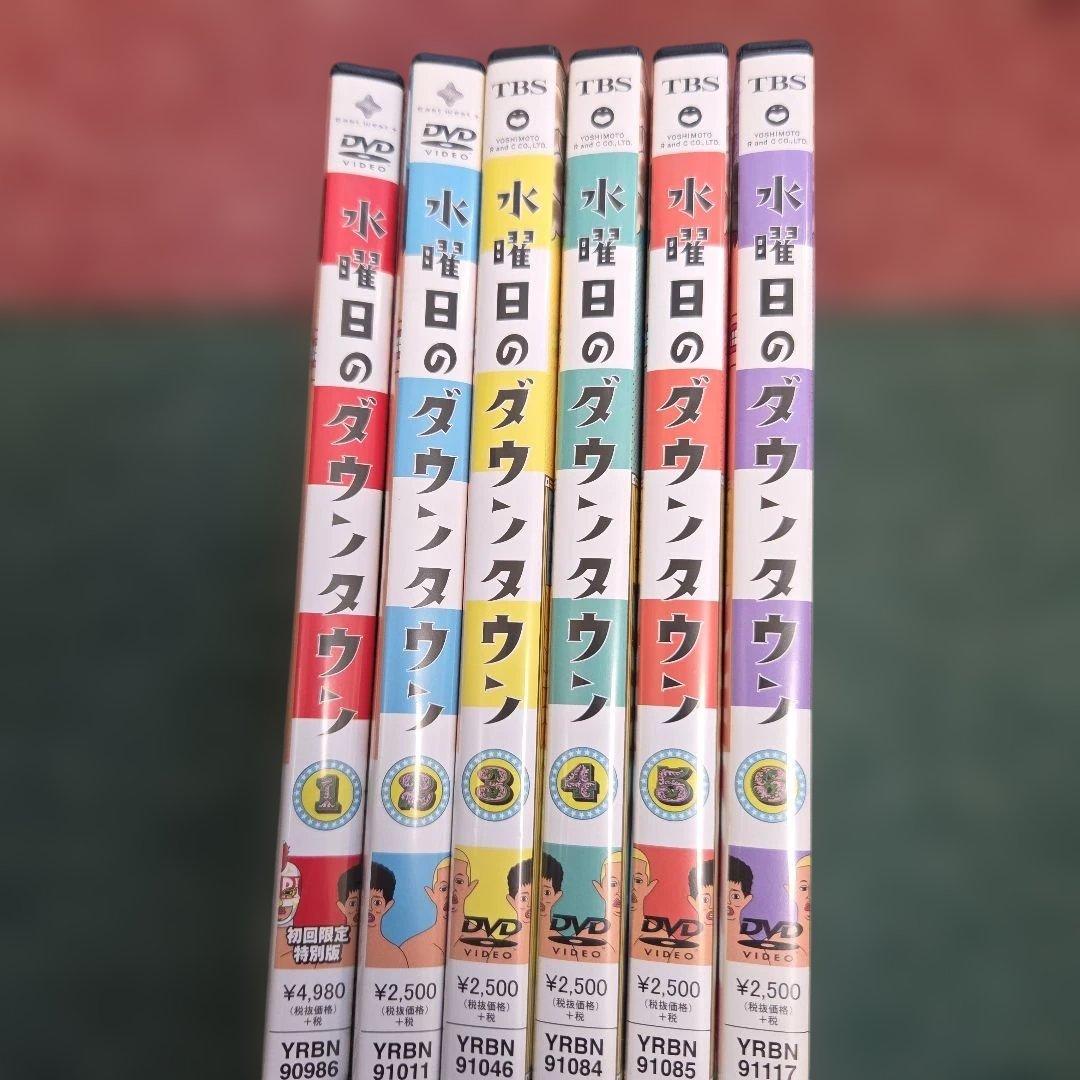 east west
DVD
VIDEO
水曜日のダウンタウン
1
初回限定
特別版
¥4,980
(税抜価格)
+税
YRBN
90986
east west
DVD
VIDEO
水曜日のダウンタウン
2
¥2,500
(税抜価格)
+税
YRBN
91011
TBS
YOSHIMOTO
R and C CO.,LTD.
水曜日のダウンタウン
3
DVD
VIDEO
¥2,500
(税抜価格)
+税
YRBN
91046
TBS
YOSHIMOTO
R and C CO.,LTD.
水曜日のダウンタウン
4
DVD
VIDEO
¥2,500
(税抜価格)
+税
YRBN
91084
TBS
YOSHIMOTO
R and C CO.,LTD.
水曜日のダウンタウン
5
DVD
VIDEO
¥2,500
(税抜価格)
+税
YRBN
91085
TBS
YOSHIMOTO
R and C CO.,LTD.
水曜日のダウンタウン
6
DVD
VIDEO
¥2,500
(税抜価格)
+税
YRBN
91117